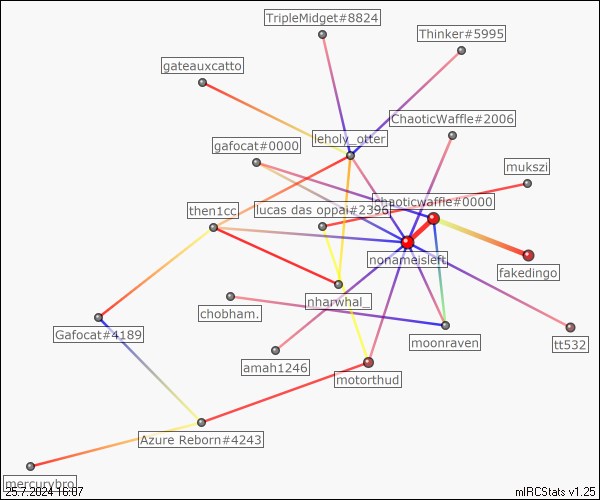 TripleMidget#8824
Thinker#5995
gateauxcatto
ChaoticWaffle#2006
leholy_otter
gafocat#0000
mukszi
chaoticwaffle#0000
then1cc
lucas das oppai#2396
nonameisleft
fakedingo
nharwhal_
chobham.
Gafocat#4189
moonraven
tt532
amah1246
motorthud
Azure Reborn#4243
mercurybro
25.7.2024 16:07
mIRCStats v1.25